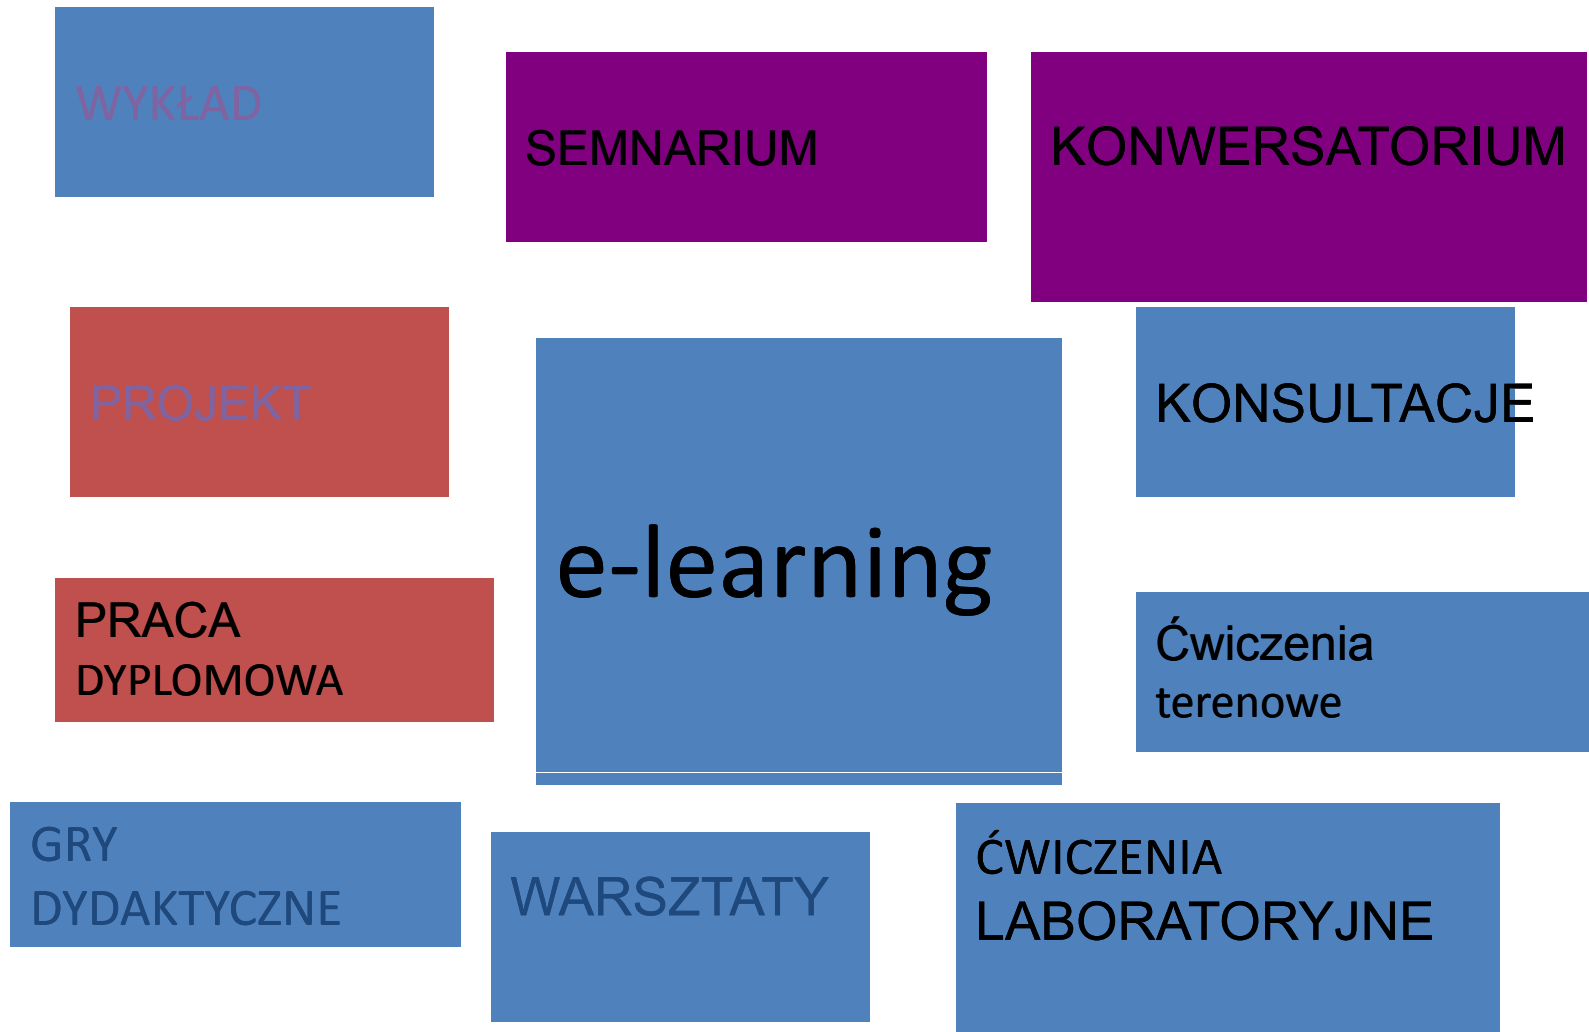 WYKŁAD
SEMNARIUM
KONWERSATORIUM
PROJEKT
KONSULTACJE
e-learning
PRACA
DYPLOMOWA
Ćwiczenia
terenowe
GRY
DYDAKTYCZNE
WARSZTATY
ĆWICZENIA
LABORATORYJNE